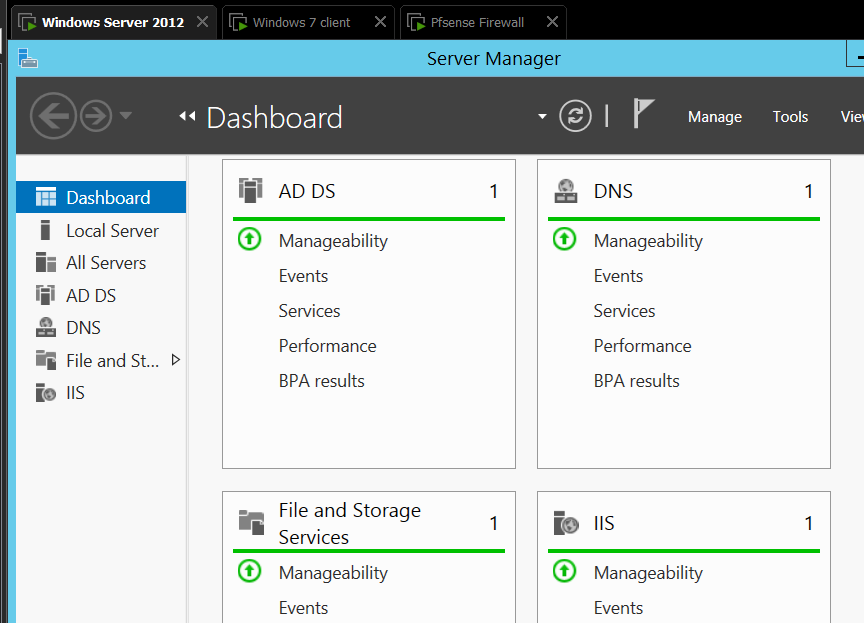 Windows Server 2012
Windows 7 client
Pfsense Firewall
Server Manager
Dashboard
Manage
Tools
Vie
Dashboard
Local Server
All Servers
AD DS
DNS
File and St...
IIS
AD DS 1
Manageability
Events
Services
Performance
BPA results
DNS 1
Manageability
Events
Services
Performance
BPA results
File and Storage
Services 1
Manageability
Events
IIS 1
Manageability
Events